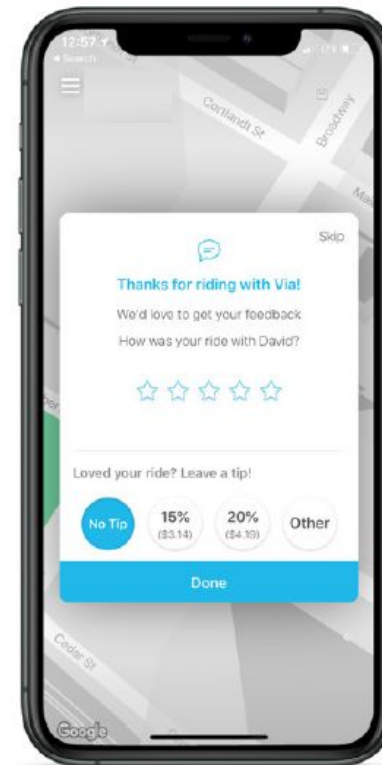 12:57
Search
LTE
Cortlandt St
Broadway
Skip
Thanks for riding with Via!
We'd love to get your feedback
How was your ride with David?
Loved your ride? Leave a tip!
No Tip
15%
($3.14)
20%
($4.19)
Other
Done
Cedar St
Google